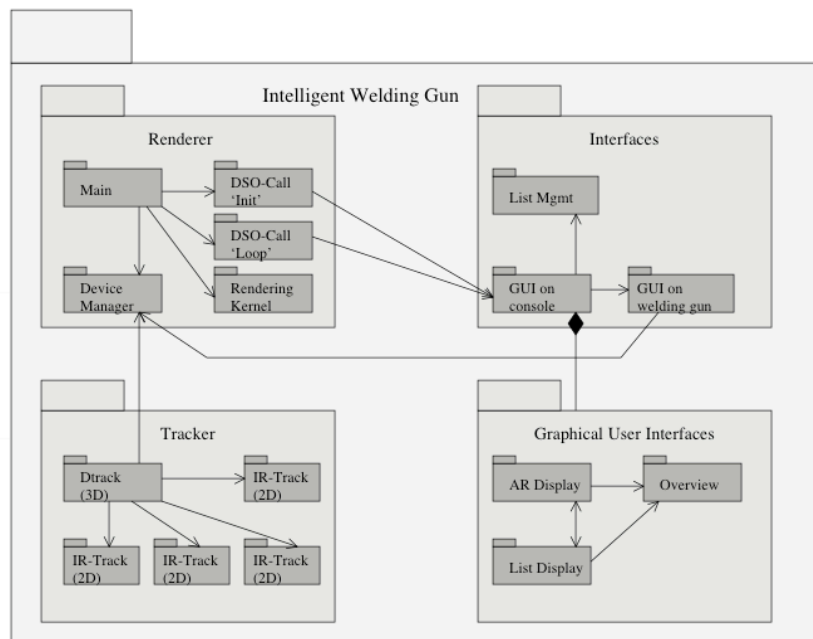 Intelligent Welding Gun
Renderer
Main
DSO-Call
‘Init’
DSO-Call
‘Loop’
Device
Manager
Rendering
Kernel
Interfaces
List Mgmt
GUI on
console
GUI on
welding gun
Tracker
Dtrack
(3D)
IR-Track
(2D)
IR-Track
(2D)
IR-Track
(2D)
IR-Track
(2D)
Graphical User Interfaces
AR Display
Overview
List Display